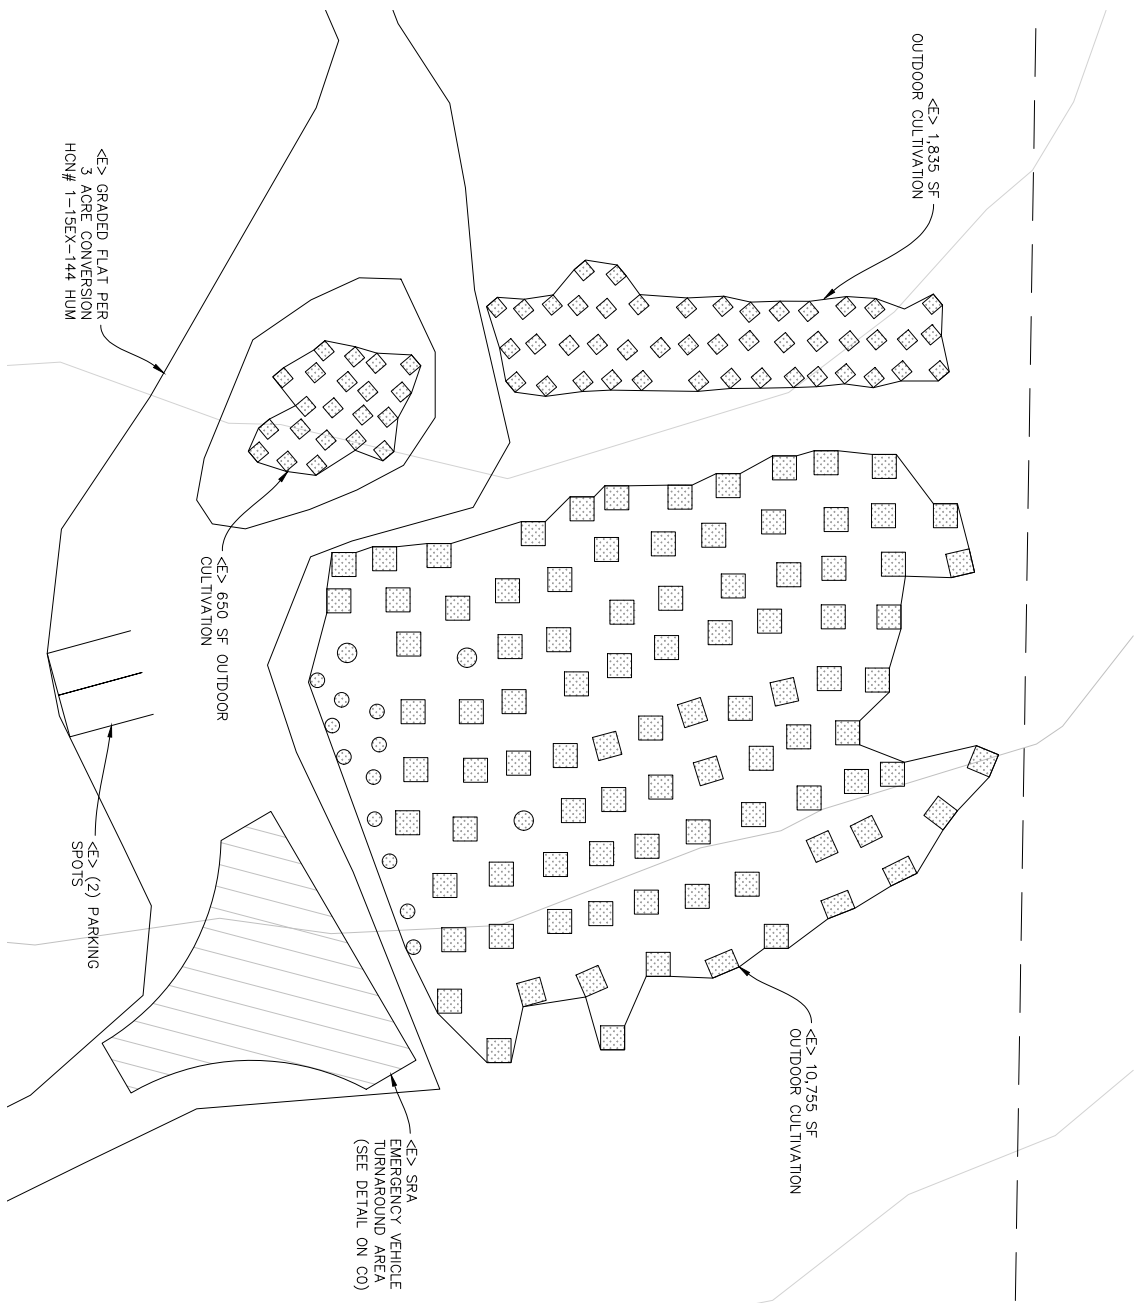 <E> 1,835 SF
OUTDOOR CULTIVATION
<E> GRADED FLAT PER
3 ACRE CONVERSION
HCN# 1-15EX-144 HUM
<E> 650 SF OUTDOOR
CULTIVATION
<E> (2) PARKING
SPOTS
<E> 10,755 SF
OUTDOOR CULTIVATION
<E> SRA
EMERGENCY VEHICLE
TURNAROUND AREA
(SEE DETAIL ON C0)